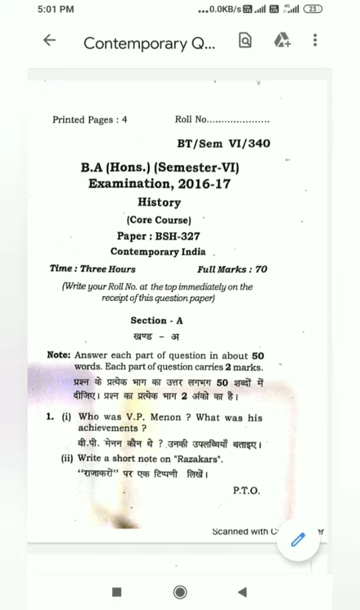 5:01 PM
...0.0KB/s
23
Contemporary Q...
Printed Pages : 4 Roll No.....................
BT/Sem VI/340
B.A (Hons.) (Semester-VI)
Examination, 2016-17
History
(Core Course)
Paper : BSH-327
Contemporary India
Time : Three Hours Full Marks : 70
(Write your Roll No. at the top immediately on the
receipt of this question paper)
Section - A
खण्ड - अ
Note: Answer each part of question in about 50
words. Each part of question carries 2 marks.
प्रश्न के प्रत्येक भाग का उत्तर लगभग 50 शब्दों में
दीजिए। प्रश्न का प्रत्येक भाग 2 अंको का है।
1. (i) Who was V.P. Menon ? What was his
achievements ?
वी.पी. मेनन कौन थे ? उनकी उपलब्धियाँ बताइए।
(ii) Write a short note on "Razakars".
"राजाकारों" पर एक टिप्पणी लिखें।
P.T.O.
Scanned with